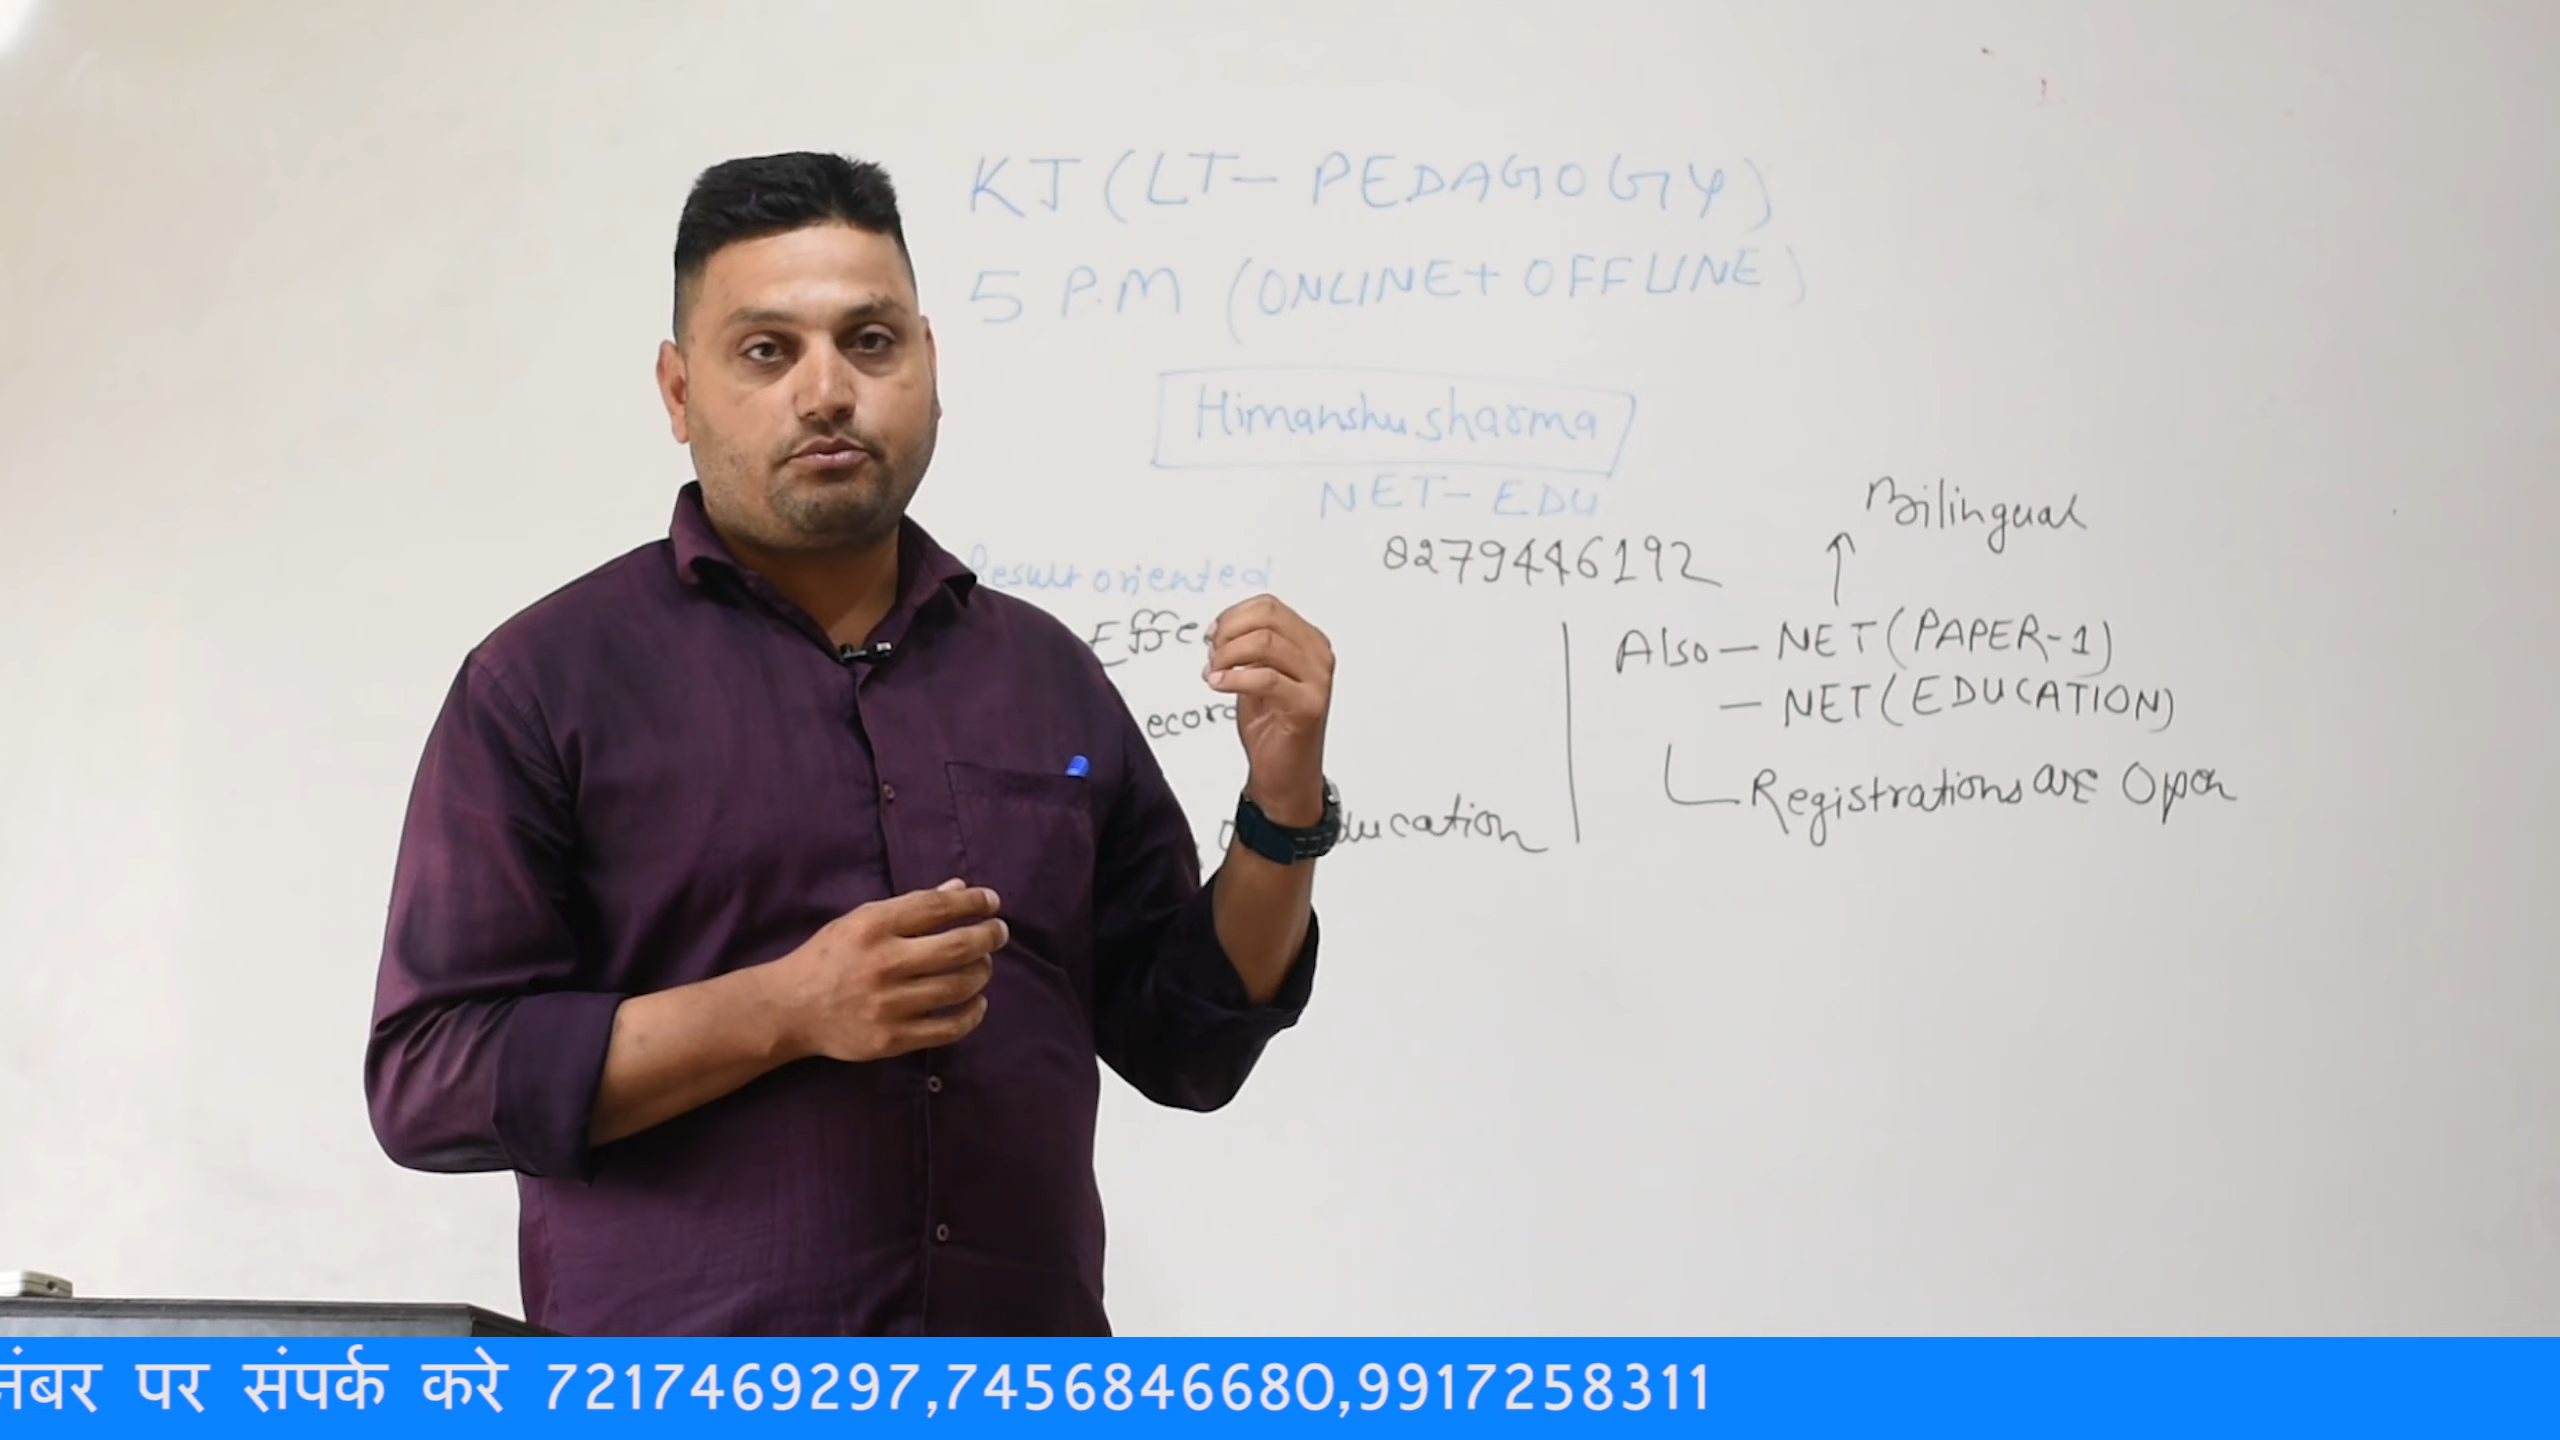 KJ (LT- PEDAGOGY)
5 P.M (ONLINE+ OFFLINE)
Himanshu sharma
NET- EDU
8279446192
Result oriented
Bilingual
Also - NET (PAPER-1)
- NET (EDUCATION)
Registrations are Open
नंबर पर संपर्क करे 7217469297,7456846680,9917258311